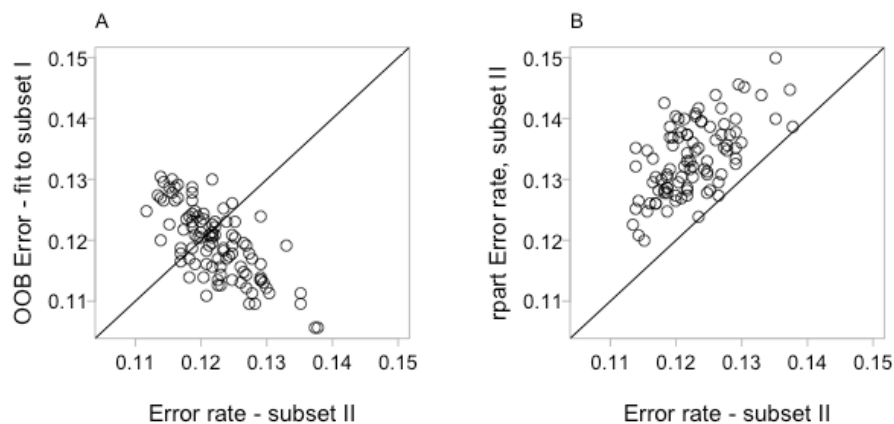 A
OOB Error - fit to subset I
0.15
0.14
0.13
0.12
0.11
0.11 0.12 0.13 0.14 0.15
Error rate - subset II
B
rpart Error rate, subset II
0.15
0.14
0.13
0.12
0.11
0.11 0.12 0.13 0.14 0.15
Error rate - subset II